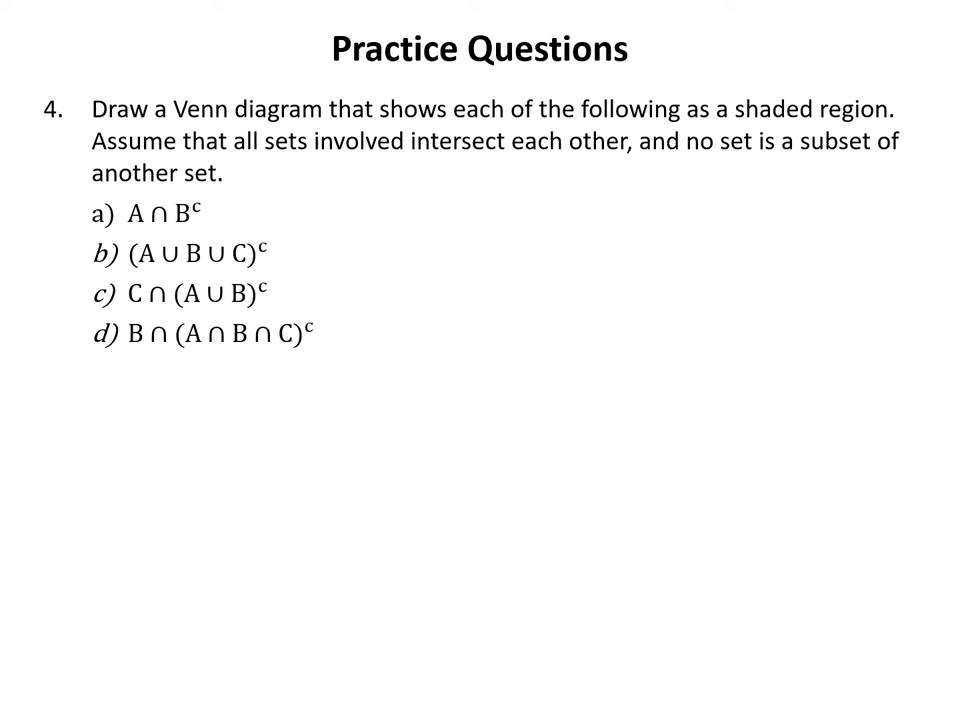 Practice Questions
4. Draw a Venn diagram that shows each of the following as a shaded region.
Assume that all sets involved intersect each other, and no set is a subset of
another set.
a) A ∩ Bᶜ
b) (A ∪ B ∪ C)ᶜ
c) C ∩ (A ∪ B)ᶜ
d) B ∩ (A ∩ B ∩ C)ᶜ